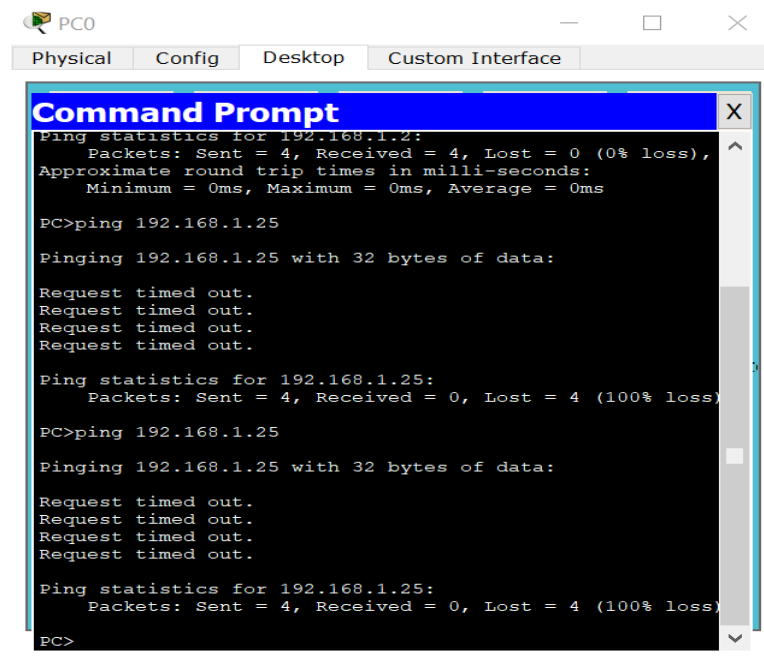 PC0
Physical Config Desktop Custom Interface
Command Prompt X
Ping statistics for 192.168.1.2:
Packets: Sent = 4, Received = 4, Lost = 0 (0% loss),
Approximate round trip times in milli-seconds:
Minimum = 0ms, Maximum = 0ms, Average = 0ms
PC>ping 192.168.1.25
Pinging 192.168.1.25 with 32 bytes of data:
Request timed out.
Request timed out.
Request timed out.
Request timed out.
Ping statistics for 192.168.1.25:
Packets: Sent = 4, Received = 0, Lost = 4 (100% loss)
PC>ping 192.168.1.25
Pinging 192.168.1.25 with 32 bytes of data:
Request timed out.
Request timed out.
Request timed out.
Request timed out.
Ping statistics for 192.168.1.25:
Packets: Sent = 4, Received = 0, Lost = 4 (100% loss)
PC>